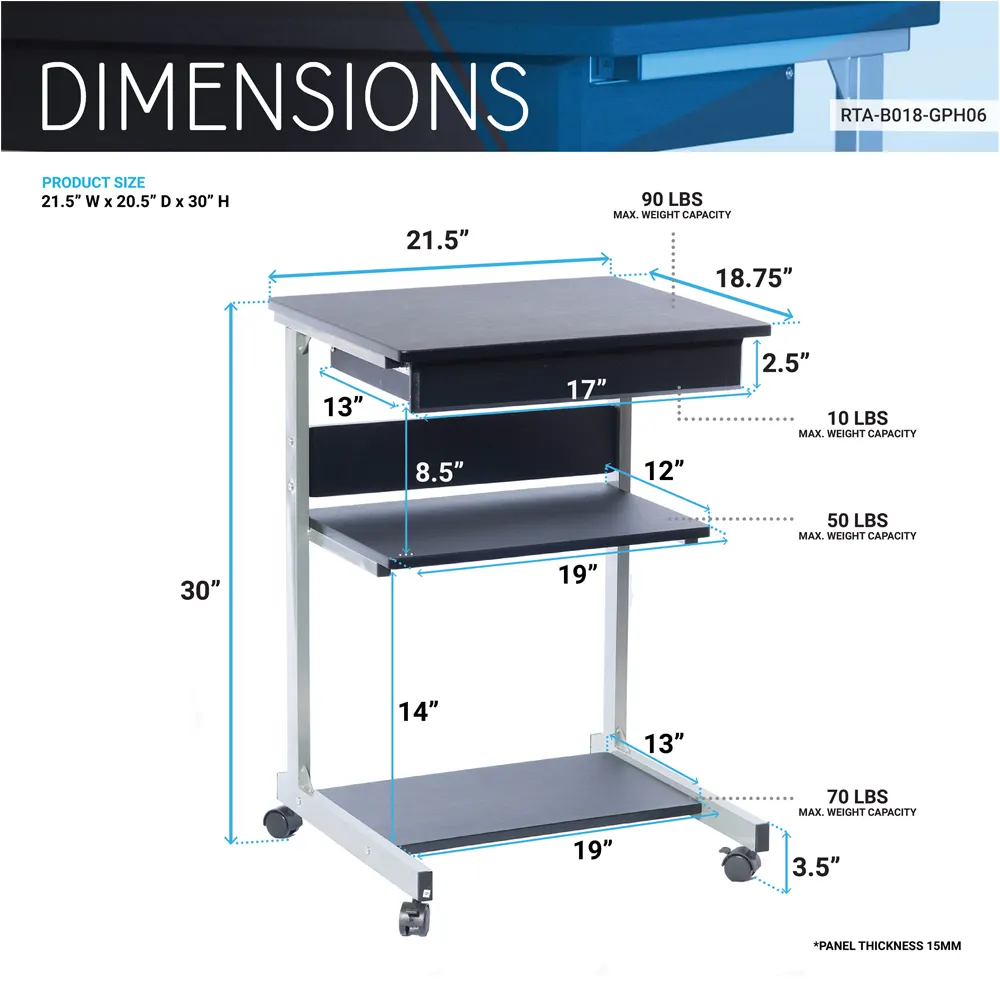 DIMENSIONS
RTA-B018-GPH06
PRODUCT SIZE
21.5” W x 20.5” D x 30” H
90 LBS
MAX. WEIGHT CAPACITY
21.5”
18.75”
2.5”
17”
13”
10 LBS
MAX. WEIGHT CAPACITY
8.5”
12”
50 LBS
MAX. WEIGHT CAPACITY
19”
30”
14”
13”
70 LBS
MAX. WEIGHT CAPACITY
19”
3.5”
*PANEL THICKNESS 15MM